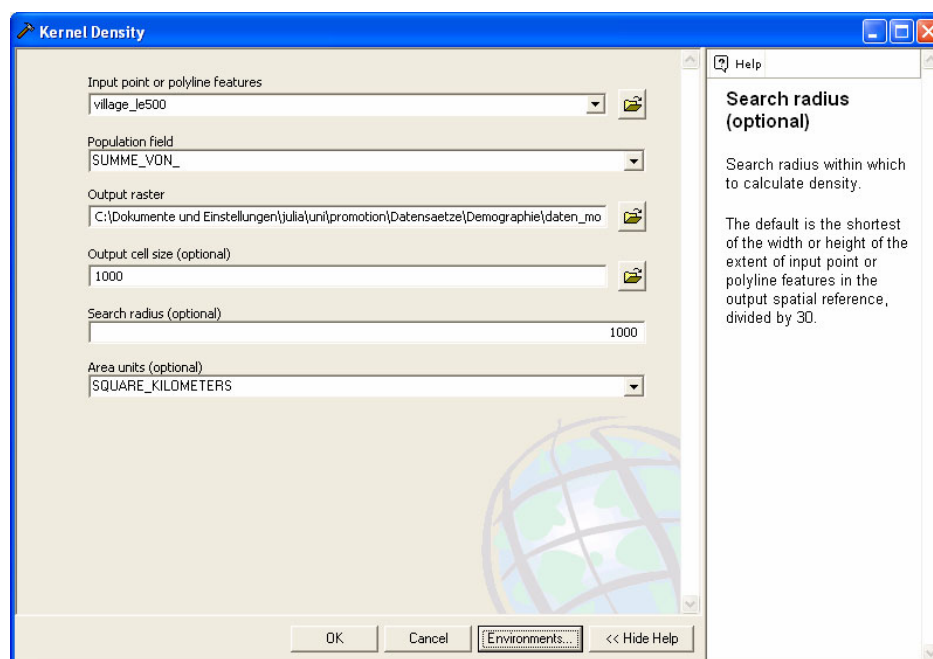 Kernel Density
Input point or polyline features
village_le500
Population field
SUMME_VON_
Output raster
C:\Dokumente und Einstellungen\julia\uni\promotion\Datensaetze\Demographie\daten_mo
Output cell size (optional)
1000
Search radius (optional)
1000
Area units (optional)
SQUARE_KILOMETERS
OK
Cancel
Environments...
<< Hide Help
Help
Search radius
(optional)
Search radius within which
to calculate density.
The default is the shortest
of the width or height of the
extent of input point or
polyline features in the
output spatial reference,
divided by 30.